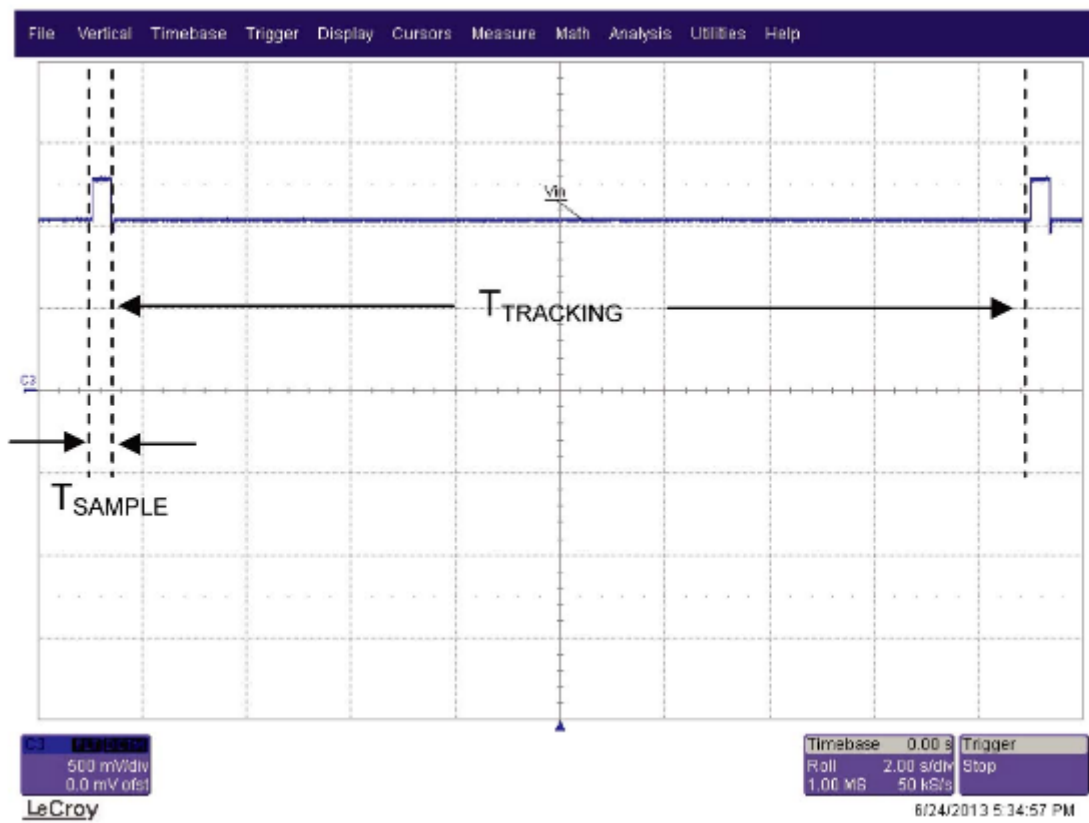 File Vertical Timebase Trigger Display Cursors Measure Math Analysis Utilities Help
Vin
T TRACKING
C3
T SAMPLE
C3
500 mV/div
0.0 mV ofst
Timebase 0.00 s
Roll 2.00 s/div
1.00 MS 50 kS/s
Trigger
Stop
LeCroy
6/24/2013 5:34:57 PM